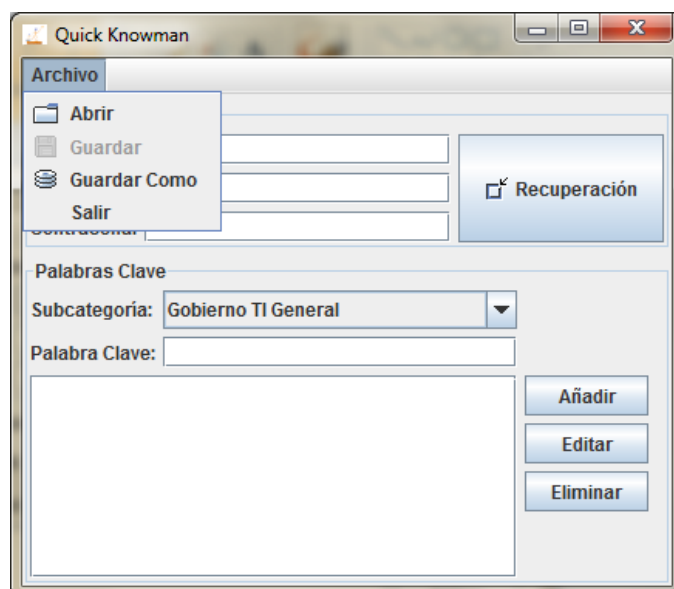 Quick Knowman
Archivo
Abrir
Guardar
Guardar Como
Salir
Recuperación
Palabras Clave
Subcategoría: Gobierno TI General
Palabra Clave:
Añadir
Editar
Eliminar